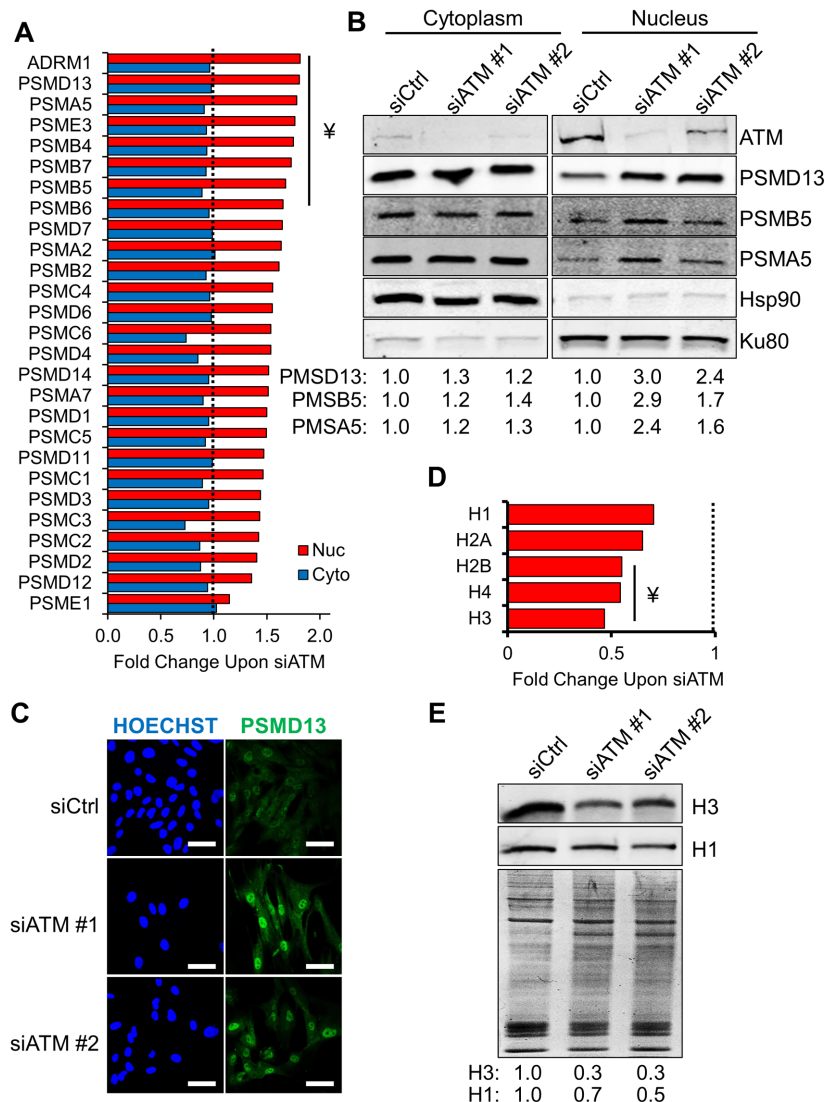 A
ADRM1
PSMD13
PSMA5
PSME3
PSMB4
PSMB7
PSMB5
PSMB6
PSMD7
PSMA2
PSMB2
PSMC4
PSMD6
PSMC6
PSMD4
PSMD14
PSMA7
PSMD1
PSMC5
PSMD11
PSMC1
PSMD3
PSMC3
PSMC2
PSMD2
PSMD12
PSME1
¥
Nuc
Cyto
0.0 0.5 1.0 1.5 2.0
Fold Change Upon siATM
B
Cytoplasm Nucleus
siCtrl siATM #1 siATM #2 siCtrl siATM #1 siATM #2
ATM
PSMD13
PSMB5
PSMA5
Hsp90
Ku80
PMSD13: 1.0 1.3 1.2 1.0 3.0 2.4
PMSB5: 1.0 1.2 1.4 1.0 2.9 1.7
PMSA5: 1.0 1.2 1.3 1.0 2.4 1.6
C
HOECHST PSMD13
siCtrl
siATM #1
siATM #2
D
H1
H2A
H2B
H4
H3
¥
0 0.5 1
Fold Change Upon siATM
E
siCtrl siATM #1 siATM #2
H3
H1
H3: 1.0 0.3 0.3
H1: 1.0 0.7 0.5